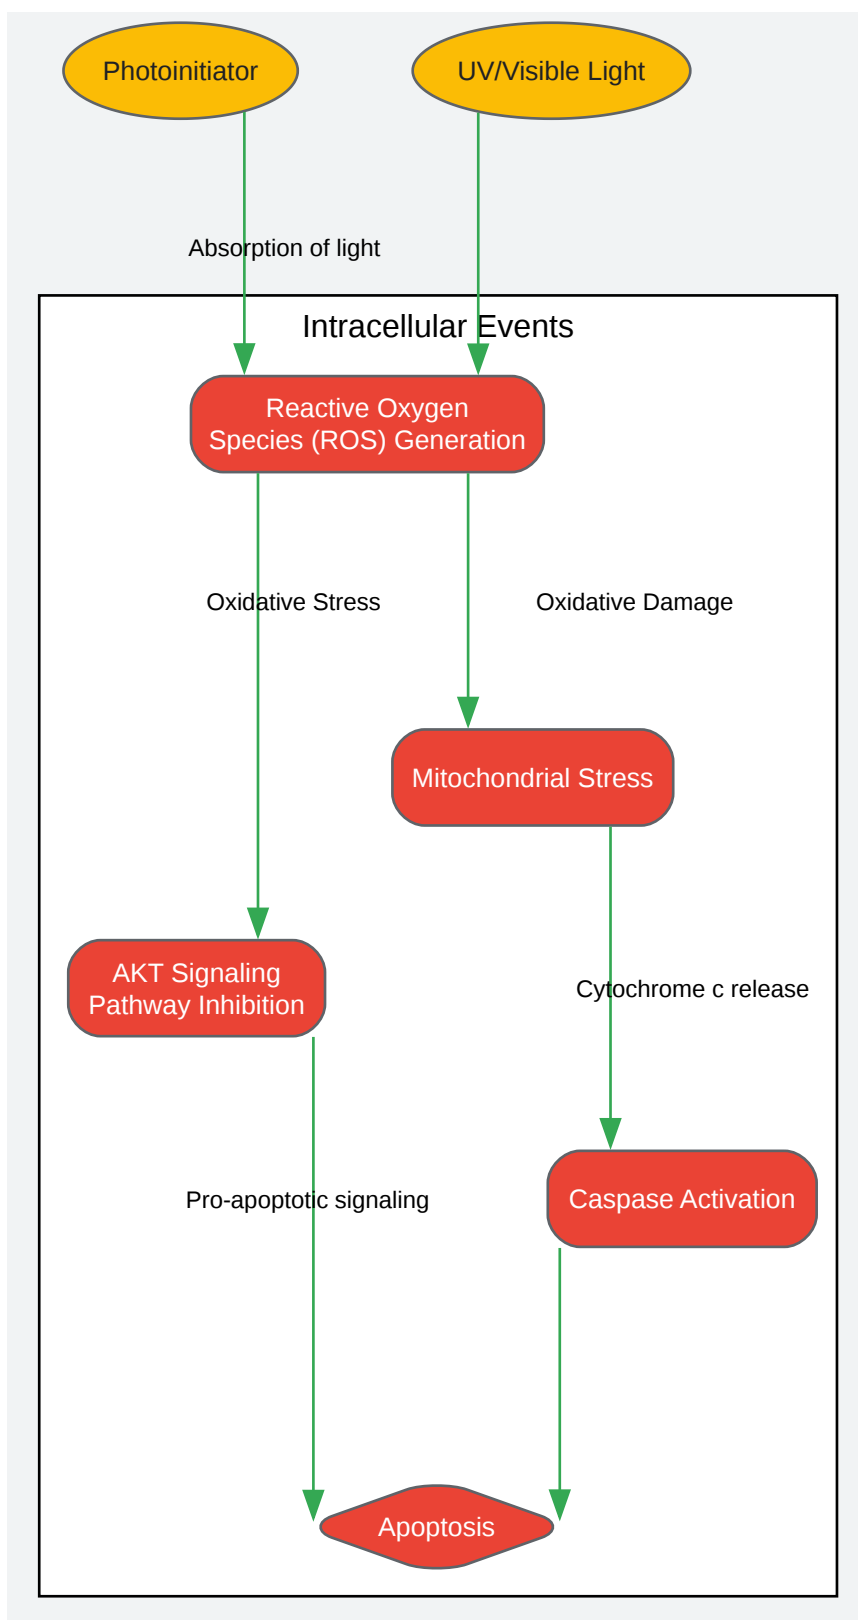 Photoinitiator
UV/Visible Light
Absorption of light
Intracellular Events
Reactive Oxygen
Species (ROS) Generation
Oxidative Stress
Oxidative Damage
Mitochondrial Stress
AKT Signaling
Pathway Inhibition
Cytochrome c release
Pro-apoptotic signaling
Caspase Activation
Apoptosis